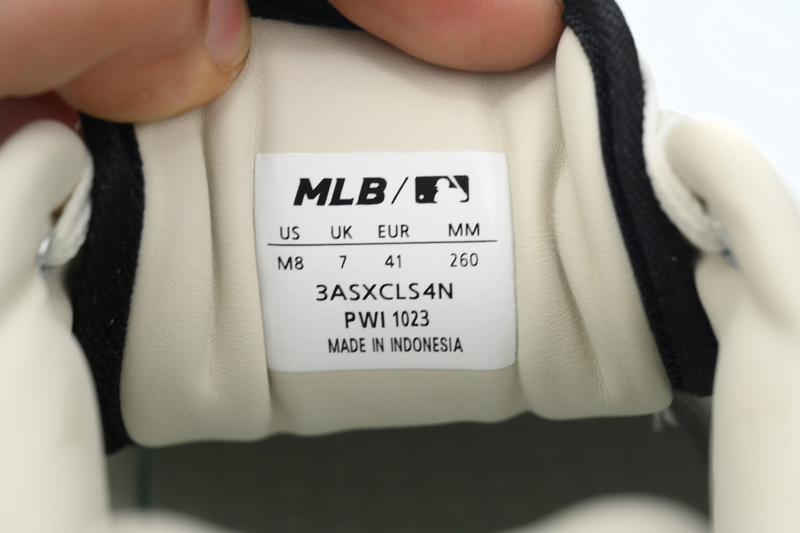 MLB /
US UK EUR MM
M8 7 41 260
3ASXCLS4N
PWI 1023
MADE IN INDONESIA